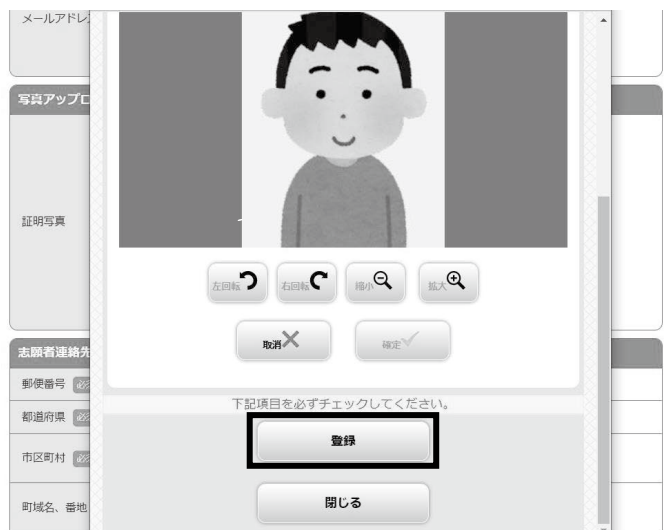 メールアドレ
写真アップロ
証明写真
左回転 右回転 縮小 拡大
取消 確定
志願者連絡先
郵便番号 必
下記項目を必ずチェックしてください。
都道府県 必
登録
市区町村 必
町域名、番地
閉じる